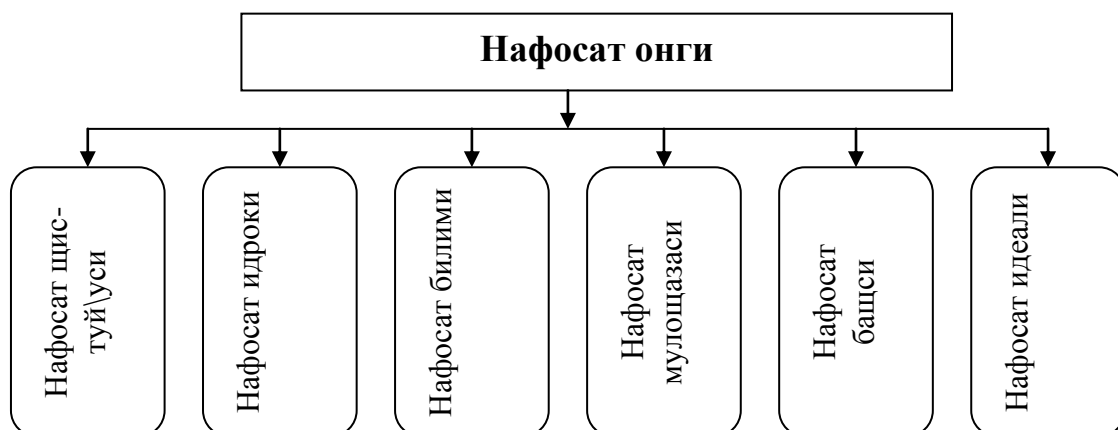 Нафосат онги
Нафосат щис-
туй\уси
Нафосат идроки
Нафосат билими
Нафосат
мулощазаси
Нафосат
бащси
Нафосат идеали